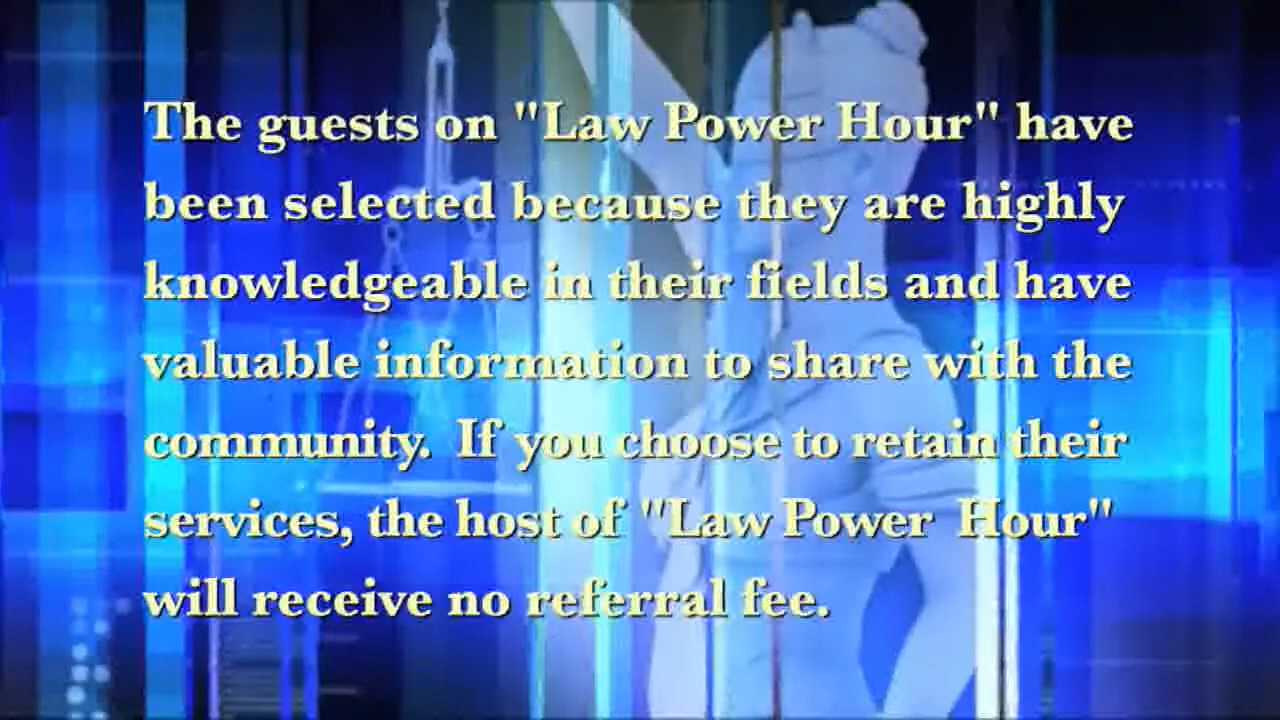 The guests on "Law Power Hour" have
been selected because they are highly
knowledgeable in their fields and have
valuable information to share with the
community.  If you choose to retain their
services, the host of "Law Power  Hour"
will receive no referral fee.